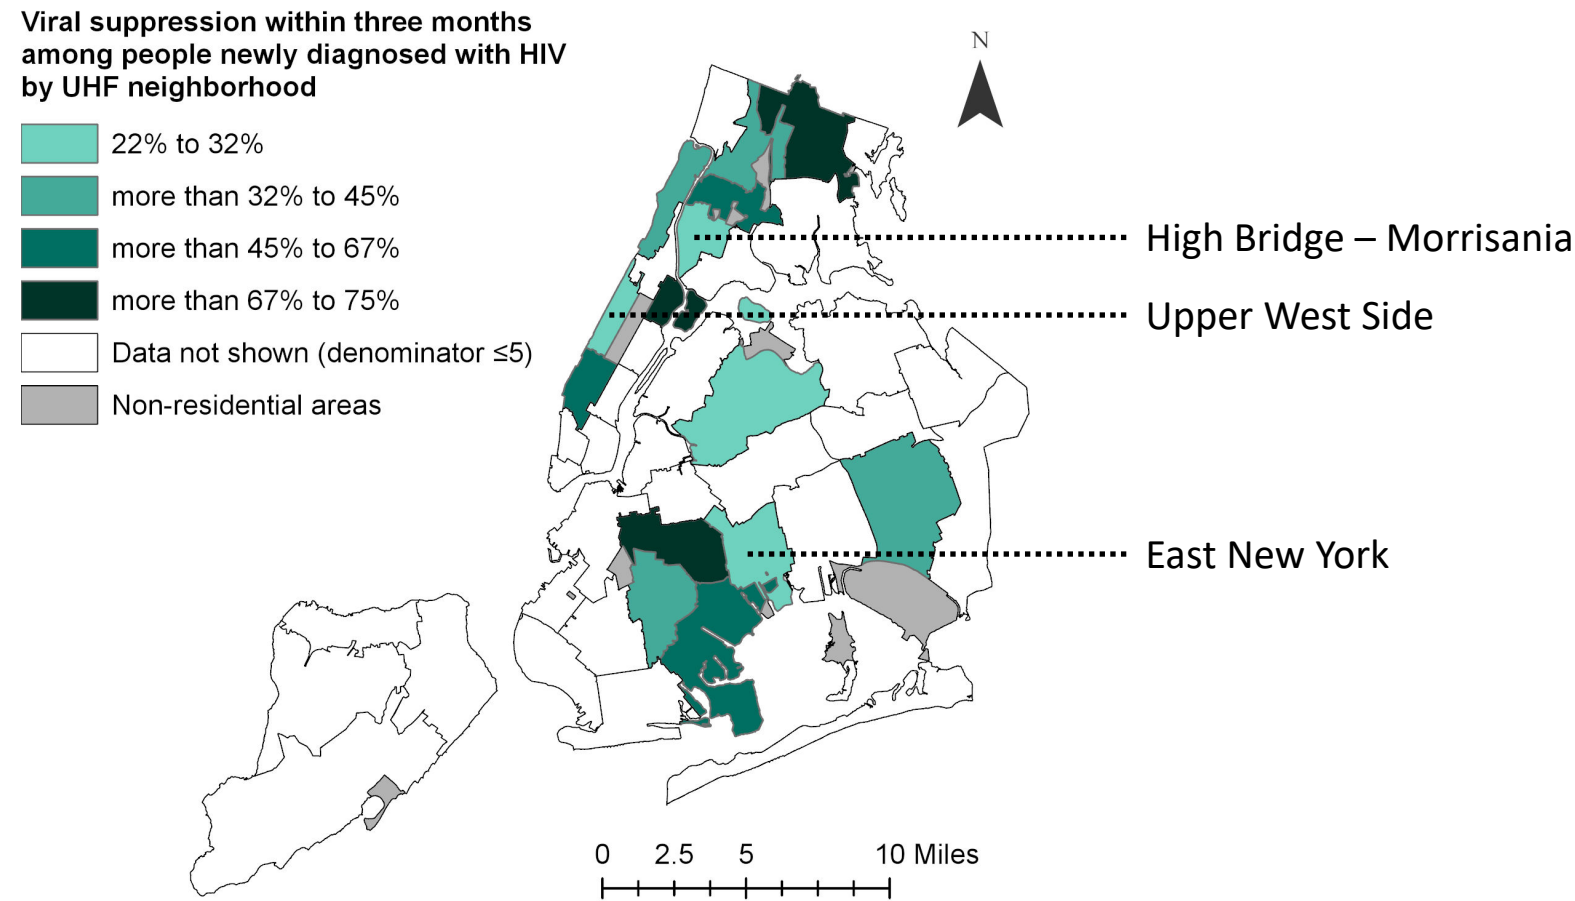 Viral suppression within three months
among people newly diagnosed with HIV
by UHF neighborhood
22% to 32%
more than 32% to 45%
more than 45% to 67%
more than 67% to 75%
Data not shown (denominator ≤5)
Non-residential areas
N
High Bridge – Morrisania
Upper West Side
East New York
0 2.5 5 10 Miles